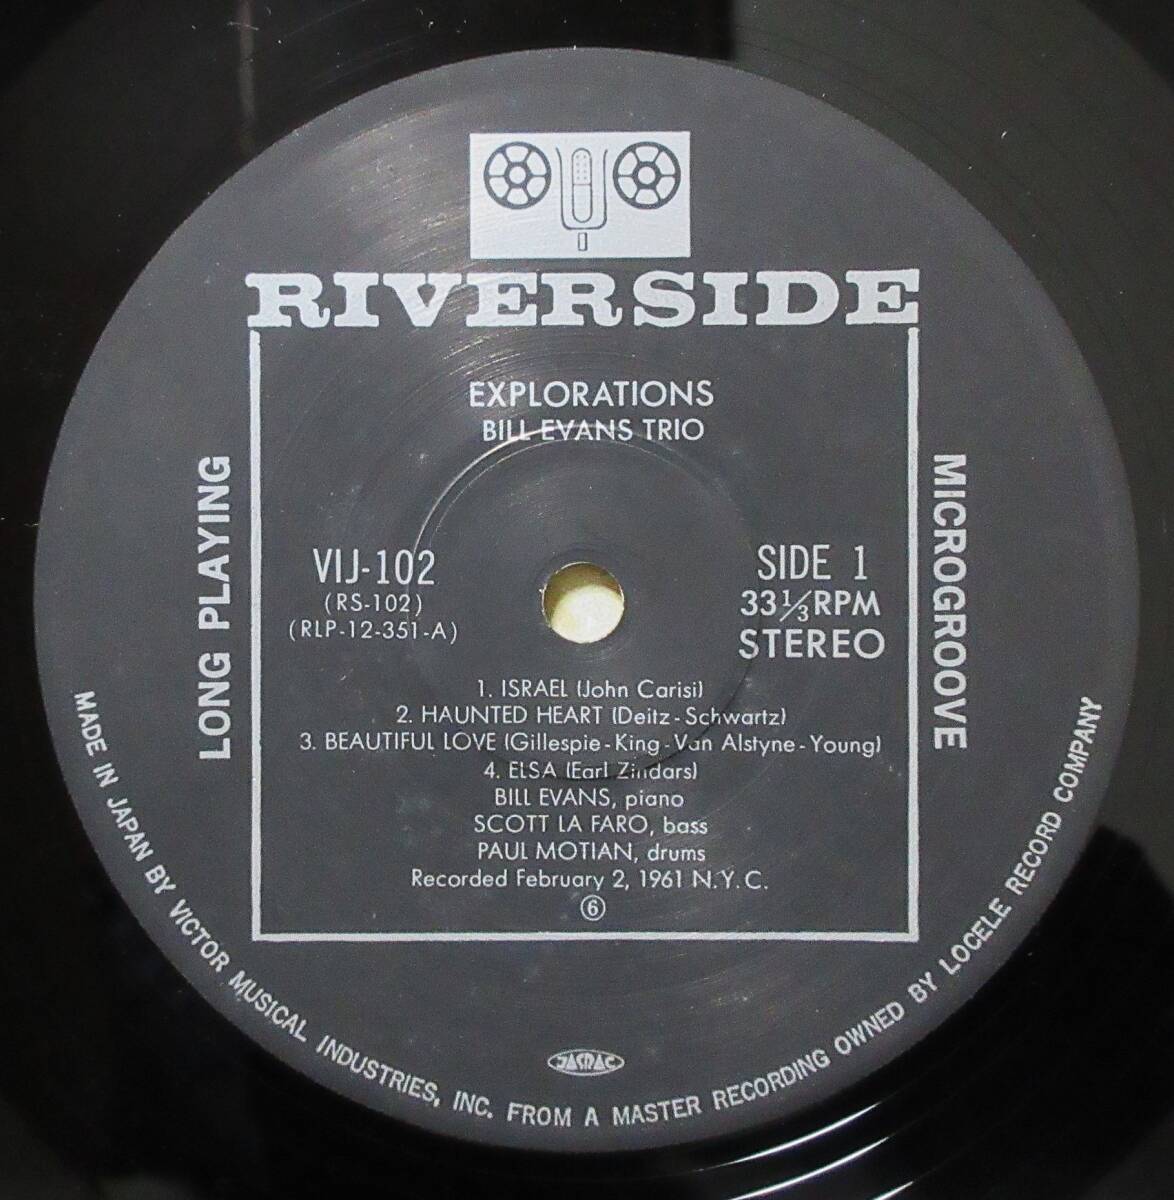 RIVERSIDE
EXPLORATIONS
BILL EVANS TRIO
LONG PLAYING
MICROGROOVE
VIJ-102
(RS-102)
(RLP-12-351-A)
SIDE 1
33 1/3 RPM
STEREO
1. ISRAEL (John Carisi)
2. HAUNTED HEART (Deitz-Schwartz)
3. BEAUTIFUL LOVE (Gillespie-King-Van Alstyne-Young)
4. ELSA (Earl Zindars)
BILL EVANS, piano
SCOTT LA FARO, bass
PAUL MOTIAN, drums
Recorded February 2, 1961 N.Y.C.
⑥
JASRAC
MADE IN JAPAN BY VICTOR MUSICAL INDUSTRIES, INC. FROM A MASTER RECORDING OWNED BY LOCELE RECORD COMPANY